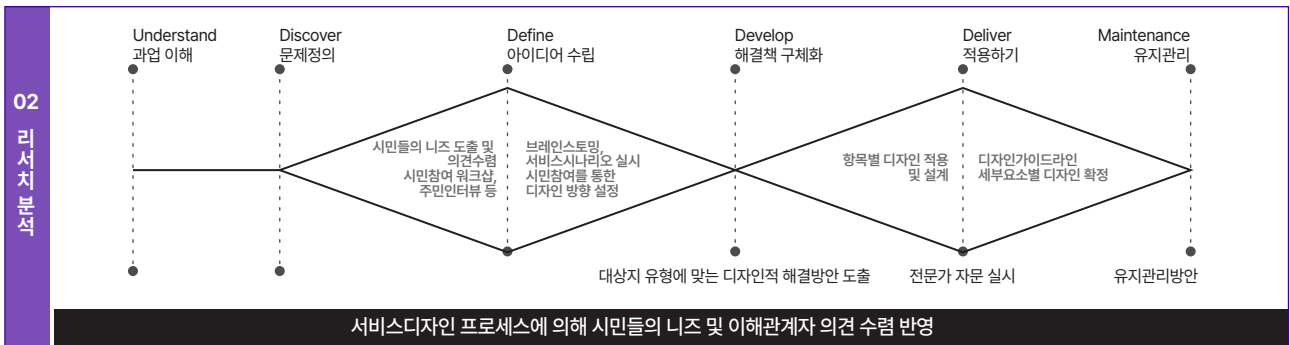 02
리서치 분석
Understand
과업 이해
Discover
문제정의
Define
아이디어 수립
Develop
해결책 구체화
Deliver
적용하기
Maintenance
유지관리
시민들의 니즈 도출 및
의견수렴
시민참여 워크샵,
주민인터뷰 등
브레인스토밍,
서비스시나리오 실시
시민참여를 통한
디자인 방향 설정
항목별 디자인 적용
및 설계
디자인가이드라인
세부요소별 디자인 확정
대상지 유형에 맞는 디자인적 해결방안 도출
전문가 자문 실시
유지관리방안
서비스디자인 프로세스에 의해 시민들의 니즈 및 이해관계자 의견 수렴 반영